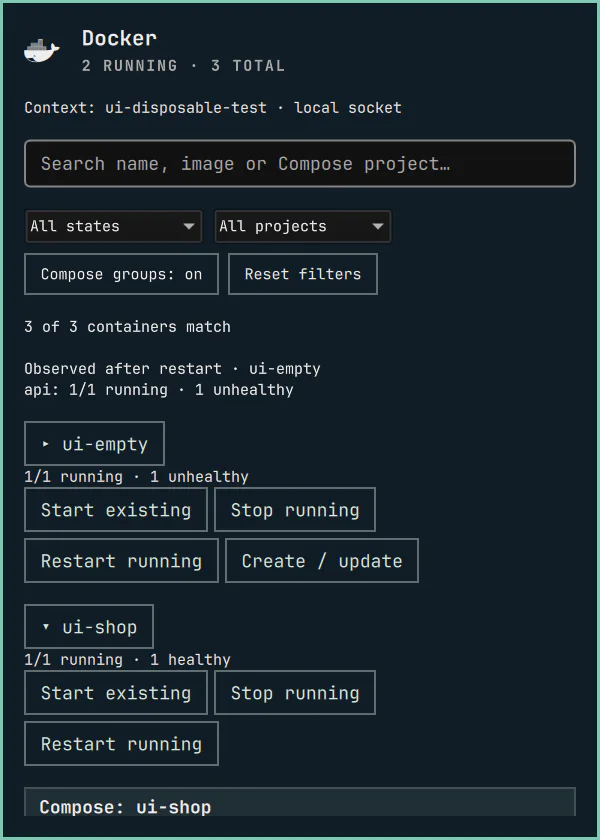 Docker
2 RUNNING · 3 TOTAL
Context: ui-disposable-test · local socket
Search name, image or Compose project…
All states
All projects
Compose groups: on
Reset filters
3 of 3 containers match
Observed after restart · ui-empty
api: 1/1 running · 1 unhealthy
▸ ui-empty
1/1 running · 1 unhealthy
Start existing
Stop running
Restart running
Create / update
▾ ui-shop
1/1 running · 1 healthy
Start existing
Stop running
Restart running
Compose: ui-shop